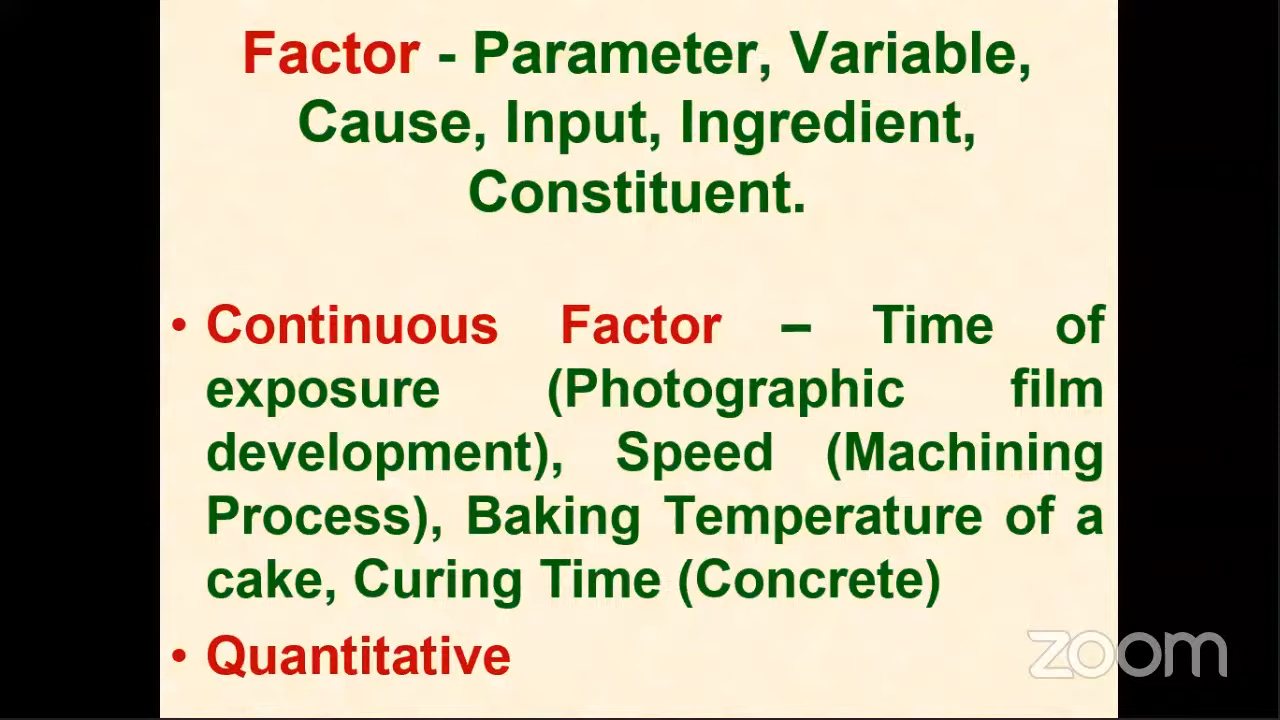 Factor - Parameter, Variable,
Cause, Input, Ingredient,
Constituent.
• Continuous Factor – Time of
exposure (Photographic film
development), Speed (Machining
Process), Baking Temperature of a
cake, Curing Time (Concrete)
• Quantitative
zoom